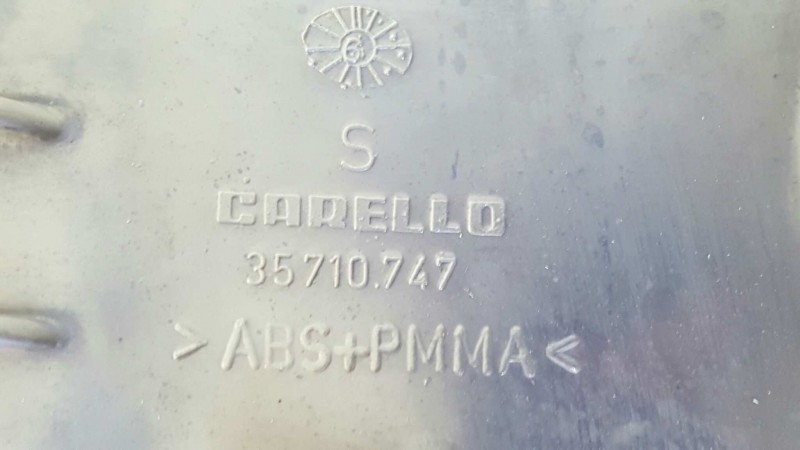 S
CARELLO
35710.747
>ABS+PMMA<